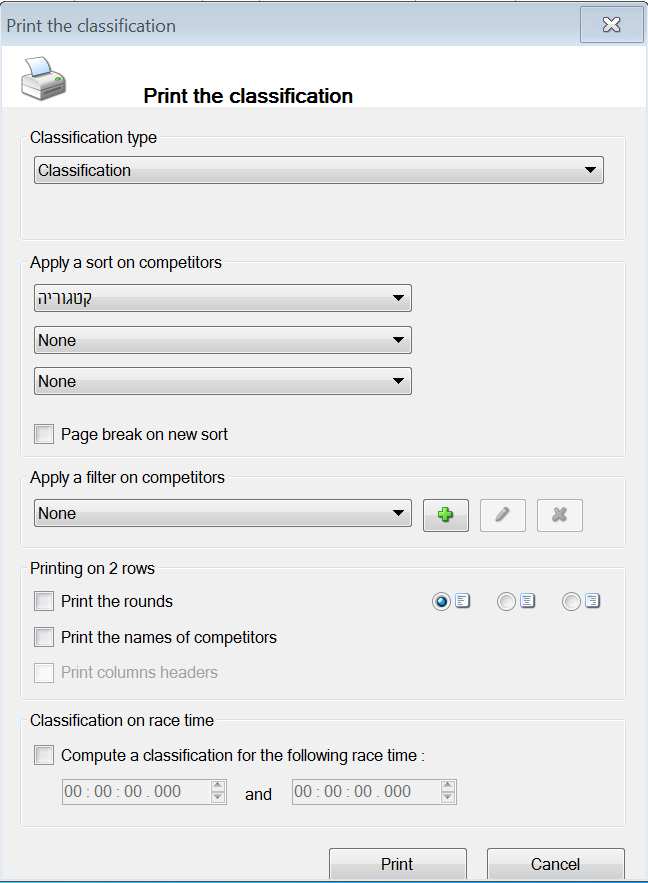 Print the classification
Print the classification
Classification type
Classification
Apply a sort on competitors
קטגוריה
None
None
Page break on new sort
Apply a filter on competitors
None
Printing on 2 rows
Print the rounds
Print the names of competitors
Print columns headers
Classification on race time
Compute a classification for the following race time :
00 : 00 : 00 . 000 and 00 : 00 : 00 . 000
Print Cancel